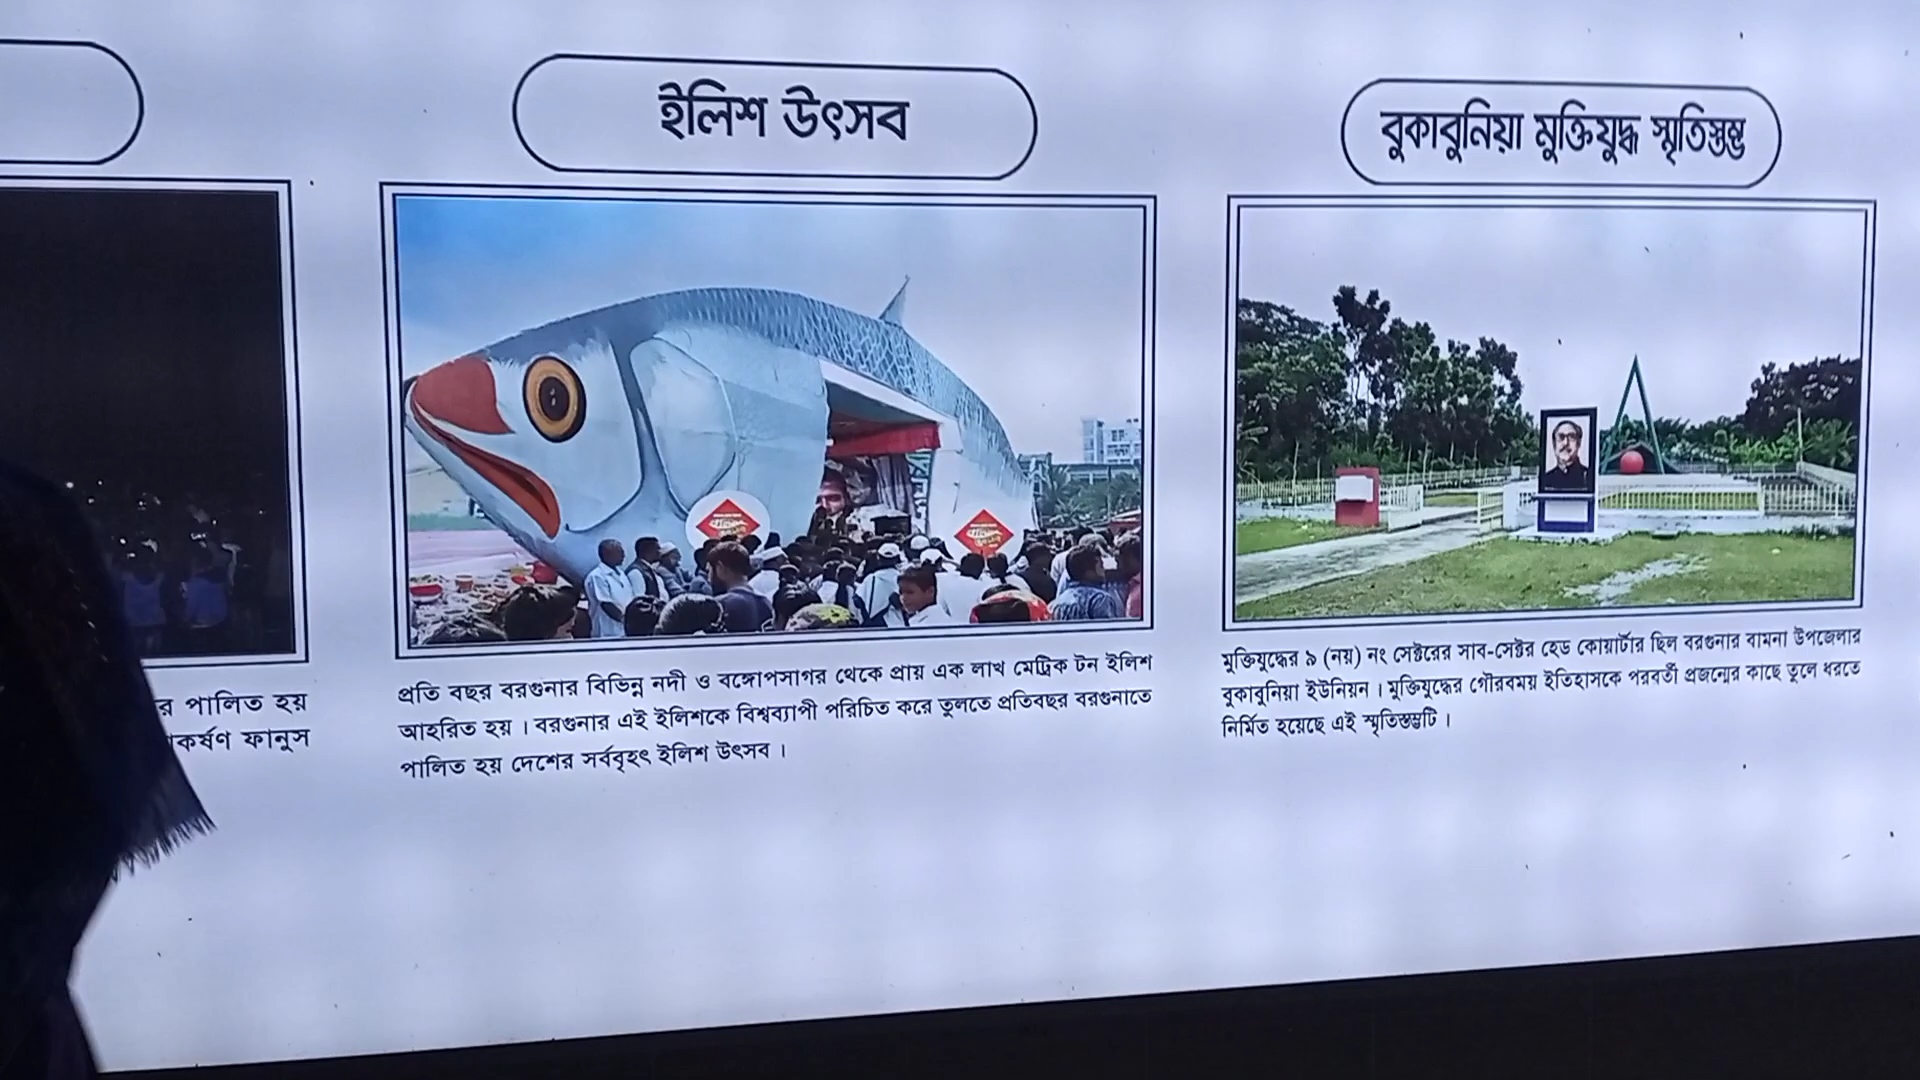 ইলিশ উৎসব
বুকাবুনিয়া মুক্তিযুদ্ধ স্মৃতিস্তম্ভ
পালিত হয়
ফানুস
প্রতি বছর বরগুনার বিভিন্ন নদী ও বঙ্গোপসাগর থেকে প্রায় এক লাখ মেট্রিক টন ইলিশ
আহরিত হয়। বরগুনার এই ইলিশকে বিশ্বব্যাপী পরিচিত করে তুলতে প্রতিবছর বরগুনাতে
পালিত হয় দেশের সর্ববৃহৎ ইলিশ উৎসব।
মুক্তিযুদ্ধের ৯ (নয়) নং সেক্টরের সাব-সেক্টর হেড কোয়ার্টার ছিল বরগুনার বামনা উপজেলার
বুকাবুনিয়া ইউনিয়ন। মুক্তিযুদ্ধের গৌরবময় ইতিহাসকে পরবর্তী প্রজন্মের কাছে তুলে ধরতে
নির্মিত হয়েছে এই স্মৃতিস্তম্ভটি।